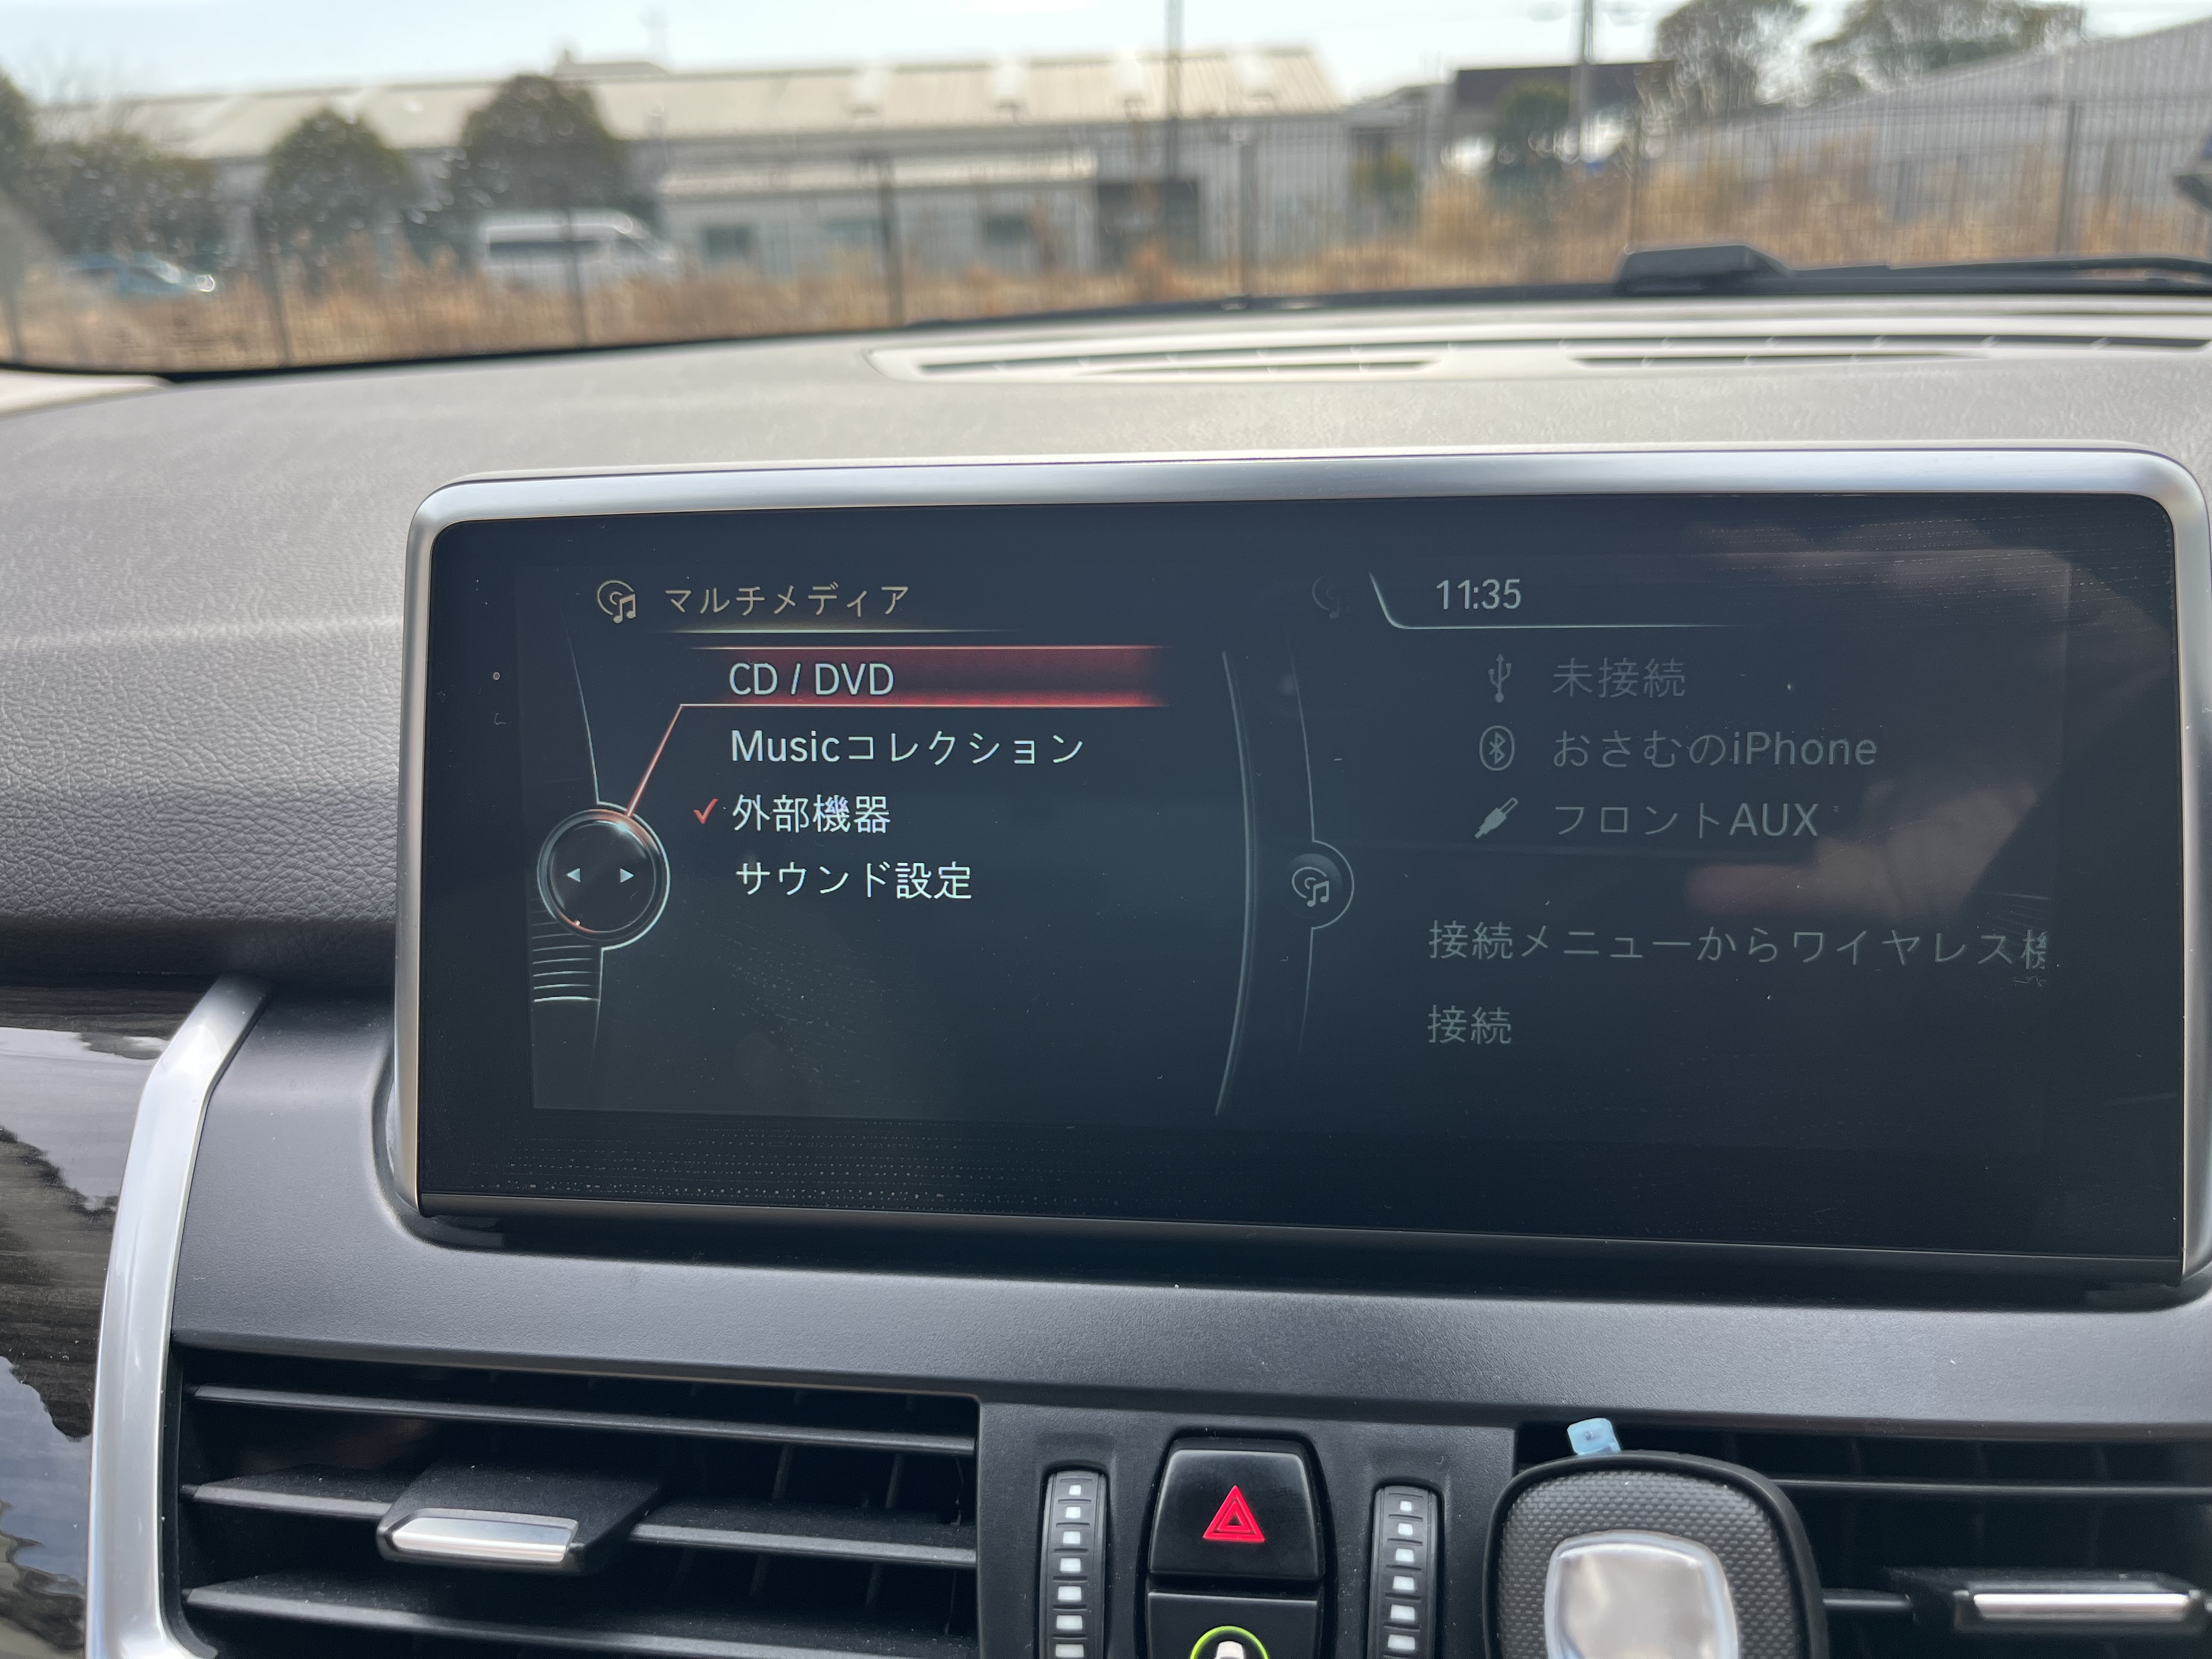 マルチメディア
11:35
CD / DVD
Musicコレクション
外部機器
サウンド設定
未接続
おさむのiPhone
フロントAUX
接続メニューからワイヤレス機
接続